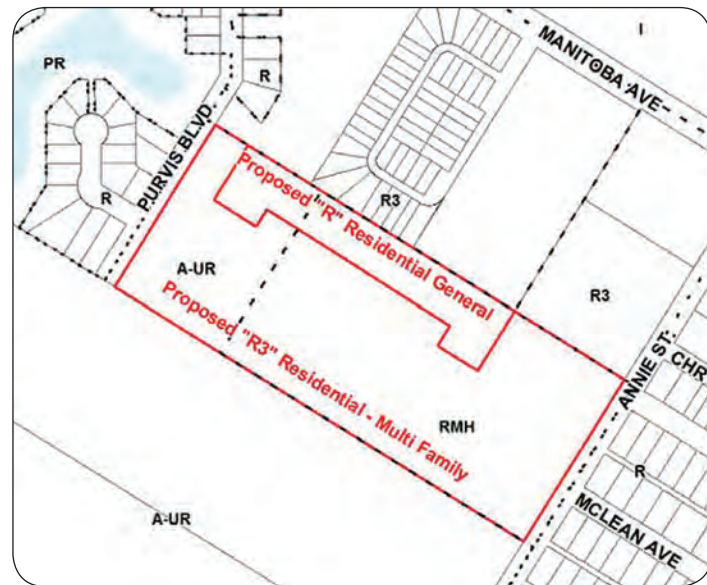 PR
R
PURVIS BLVD.
R
MANITOBA AVE
I
R3
Proposed "R" Residential General
A-UR
R3
Proposed "R3" Residential - Multi Family
RMH
ANNIE ST.
CHR
R
MCLEAN AVE
A-UR